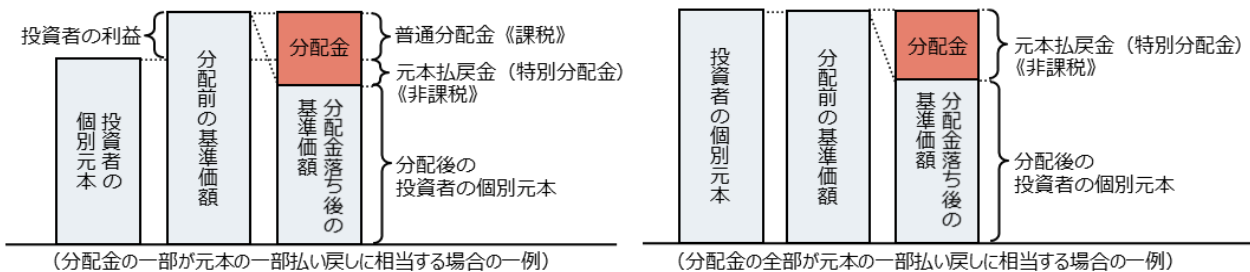 投資者の利益
投資者の
個別元本
分配前の基準価額
分配金
分配金落ち後の
基準価額
普通分配金《課税》
元本払戻金（特別分配金）
《非課税》
分配後の
投資者の個別元本
（分配金の一部が元本の一部払い戻しに相当する場合の一例）
投資者の個別元本
分配前の基準価額
分配金
分配金落ち後の
基準価額
元本払戻金（特別分配金）
《非課税》
分配後の
投資者の個別元本
（分配金の全部が元本の一部払い戻しに相当する場合の一例）